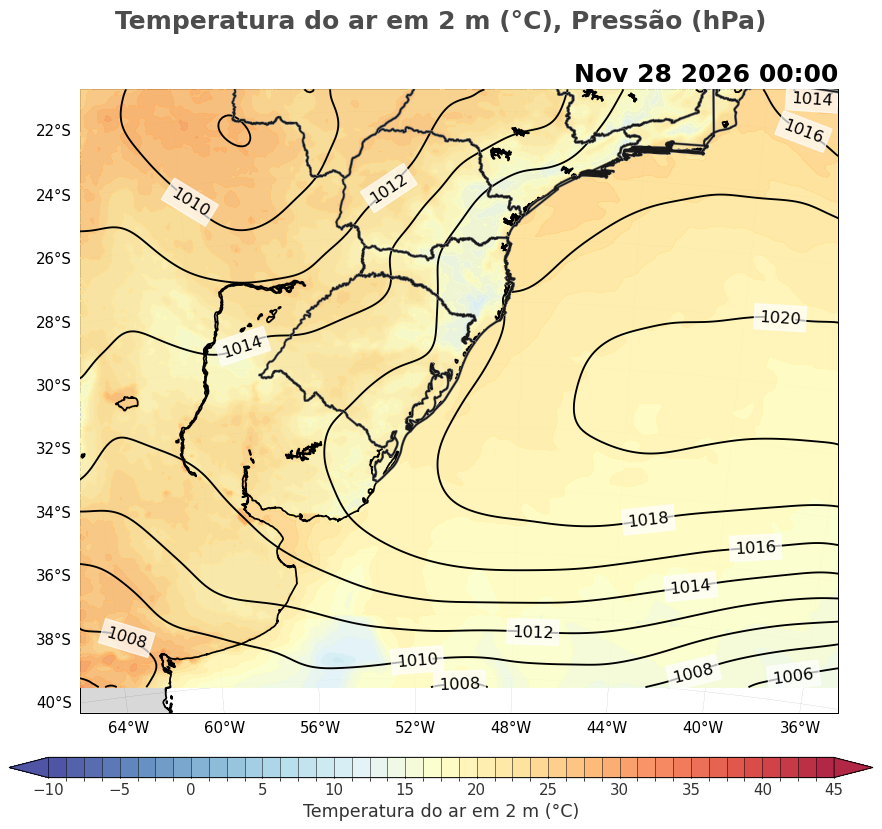 Temperatura do ar em 2 m (°C), Pressão (hPa)
Nov 28 2026 00:00
1014
1016
22°S
1012
24°S
1010
26°S
28°S
1020
1014
30°S
32°S
34°S
1018
1016
36°S
1014
38°S
1008
1012
1010
1008
1008
1006
40°S
64°W 60°W 56°W 52°W 48°W 44°W 40°W 36°W
−10 −5 0 5 10 15 20 25 30 35 40 45
Temperatura do ar em 2 m (°C)